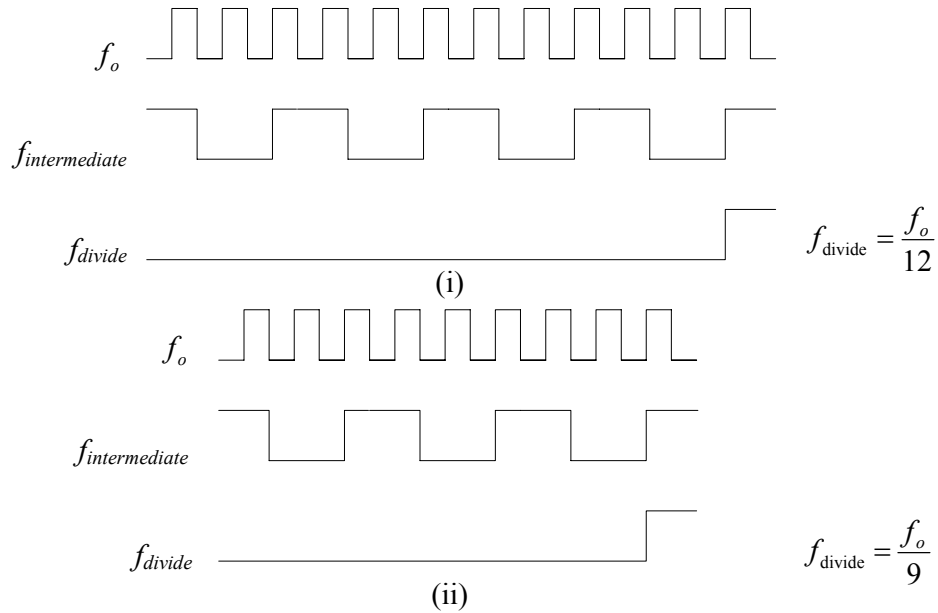 f_o
f_intermediate
f_divide
f_divide = f_o/12
(i)
f_o
f_intermediate
f_divide
f_divide = f_o/9
(ii)